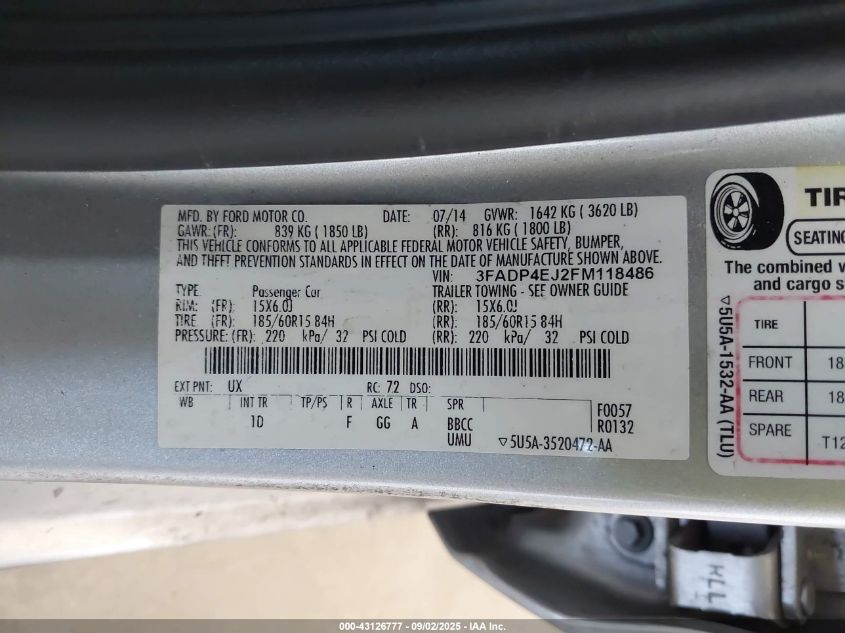 MFD. BY FORD MOTOR CO. DATE: 07/14 GVWR: 1642 KG ( 3620 LB)
GAWR: (FR): 839 KG ( 1850 LB) (RR): 816 KG ( 1800 LB)
THIS VEHICLE CONFORMS TO ALL APPLICABLE FEDERAL MOTOR VEHICLE SAFETY, BUMPER,
AND THEFT PREVENTION STANDARDS IN EFFECT ON THE DATE OF MANUFACTURE SHOWN ABOVE.
VIN: 3FADP4EJ2FM118486
TYPE: Passenger Car TRAILER TOWING - SEE OWNER GUIDE
RIM: (FR): 15X6.0J (RR): 15X6.0J
TIRE (FR): 185/60R15 84H (RR): 185/60R15 84H
PRESSURE: (FR): 220 kPa/ 32 PSI COLD (RR): 220 kPa/ 32 PSI COLD
EXT PNT: UX RC: 72 DSO:
WB INT TR TP/PS R AXLE TR SPR F0057
1D F GG A BBCC R0132
UMU ▽5U5A-3520472-AA
TIR
SEATING
The combined w
and cargo s
▽5U5A-1532-AA (TLU)
TIRE
FRONT 18
REAR 18
SPARE T12
000-43126777 - 09/02/2025 - IAA Inc.